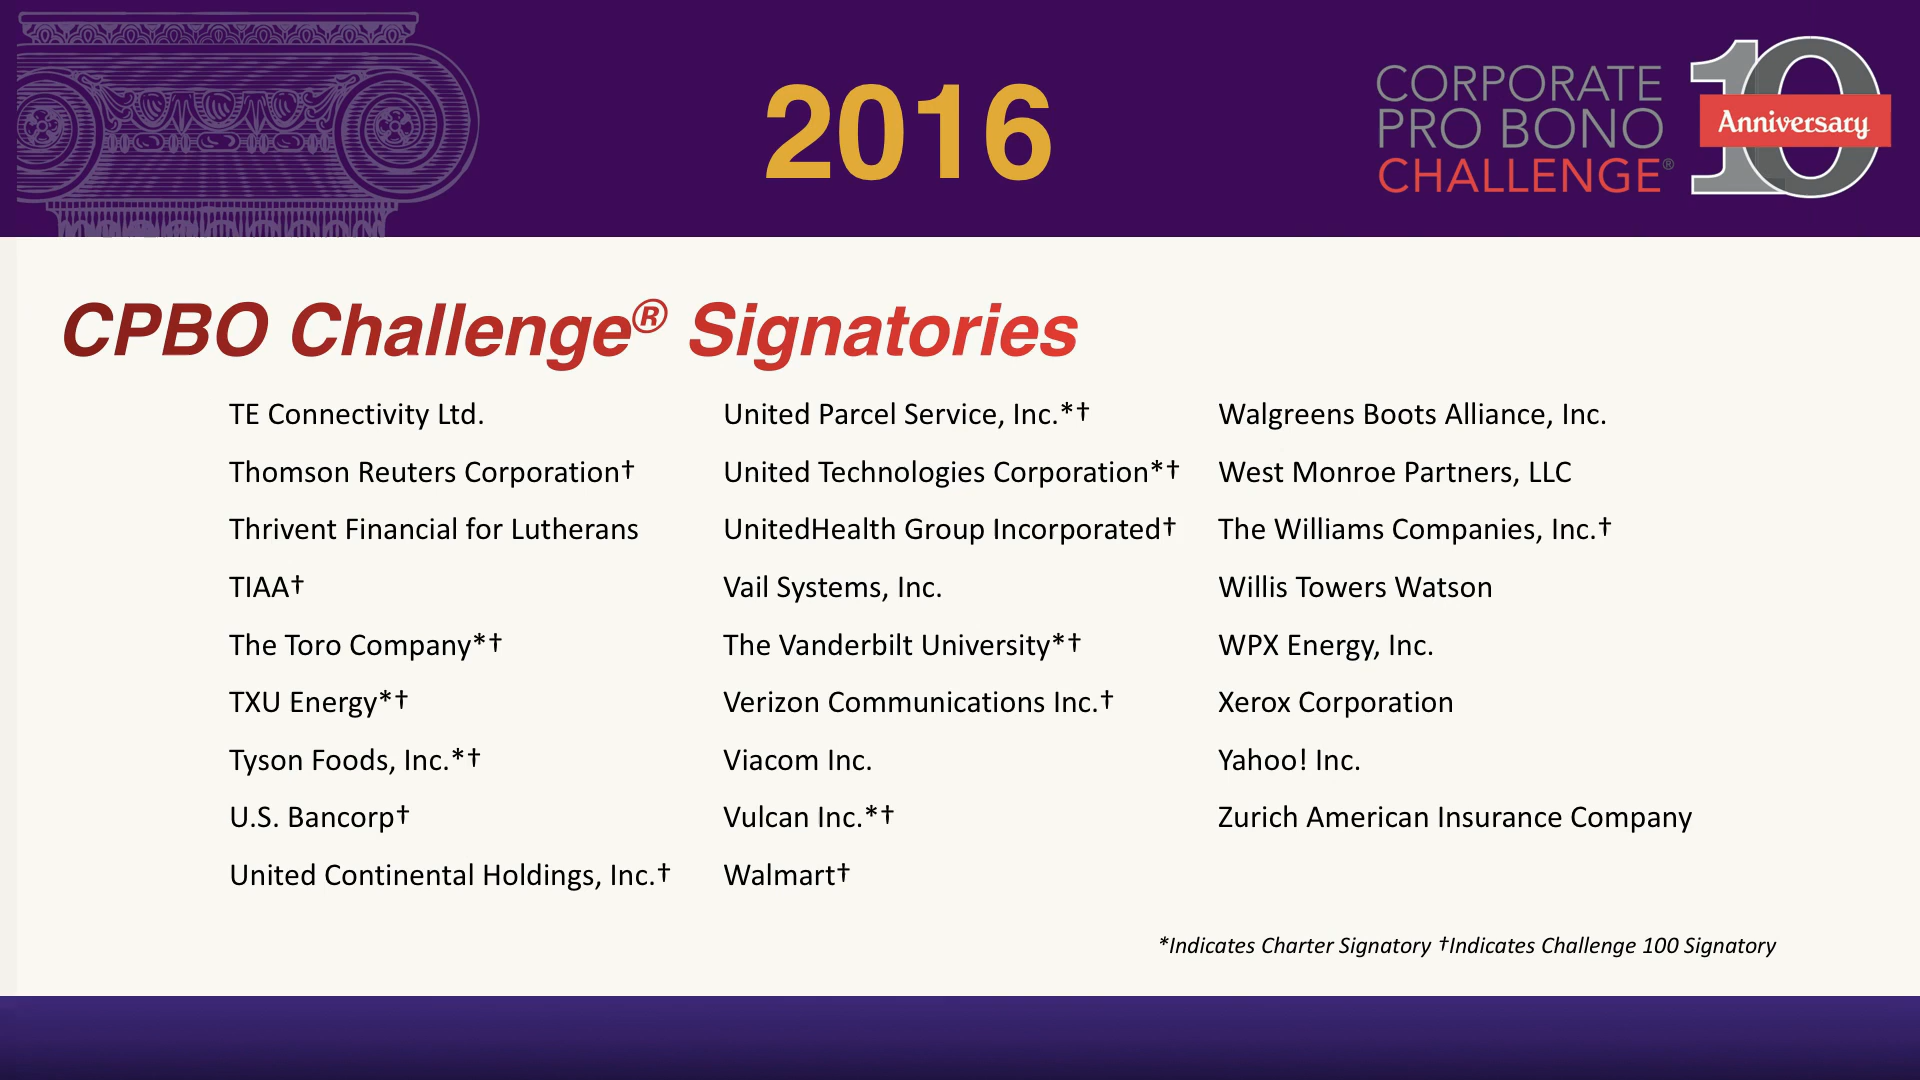 2016
CORPORATE
PRO BONO
CHALLENGE®
10
Anniversary
CPBO Challenge® Signatories
TE Connectivity Ltd.
Thomson Reuters Corporation†
Thrivent Financial for Lutherans
TIAA†
The Toro Company*†
TXU Energy*†
Tyson Foods, Inc.*†
U.S. Bancorp†
United Continental Holdings, Inc.†
United Parcel Service, Inc.*†
United Technologies Corporation*†
UnitedHealth Group Incorporated†
Vail Systems, Inc.
The Vanderbilt University*†
Verizon Communications Inc.†
Viacom Inc.
Vulcan Inc.*†
Walmart†
Walgreens Boots Alliance, Inc.
West Monroe Partners, LLC
The Williams Companies, Inc.†
Willis Towers Watson
WPX Energy, Inc.
Xerox Corporation
Yahoo! Inc.
Zurich American Insurance Company
*Indicates Charter Signatory †Indicates Challenge 100 Signatory